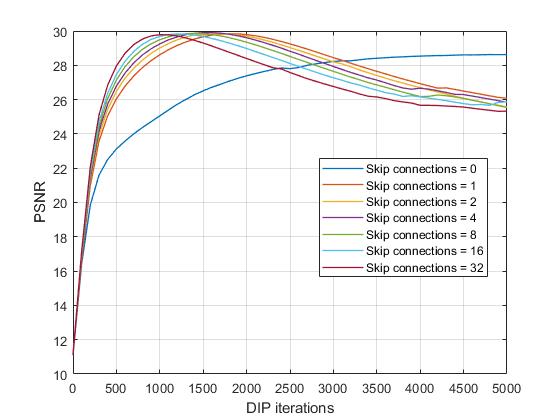 30
28
26
24
22
20
18
16
14
12
10
PSNR
0 500 1000 1500 2000 2500 3000 3500 4000 4500 5000
DIP iterations
Skip connections = 0
Skip connections = 1
Skip connections = 2
Skip connections = 4
Skip connections = 8
Skip connections = 16
Skip connections = 32